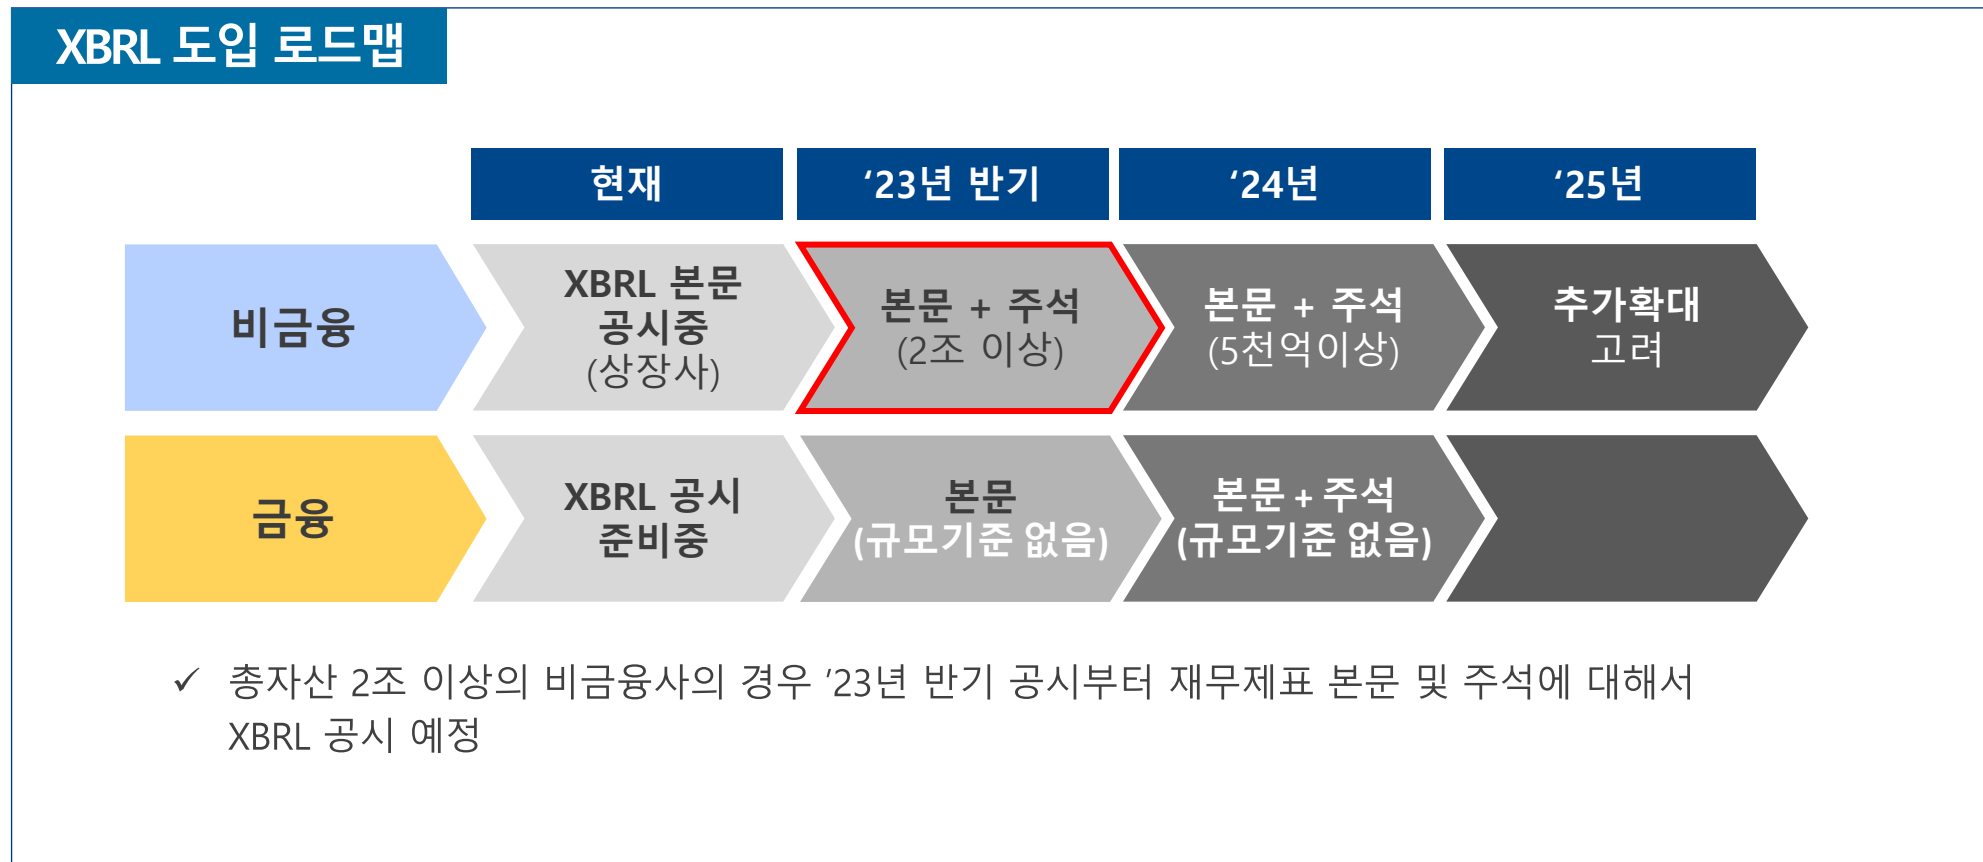 XBRL 도입 로드맵
현재
‘23년 반기
‘24년
‘25년
비금융
XBRL 본문
공시중
(상장사)
본문 + 주석
(2조 이상)
본문 + 주석
(5천억이상)
추가확대
고려
금융
XBRL 공시
준비중
본문
(규모기준 없음)
본문 + 주석
(규모기준 없음)
✓ 총자산 2조 이상의 비금융사의 경우 ’23년 반기 공시부터 재무제표 본문 및 주석에 대해서
XBRL 공시 예정